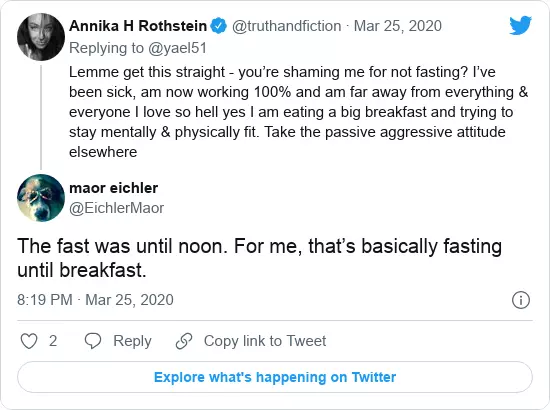 Annika H Rothstein @truthandfiction · Mar 25, 2020
Replying to @yael51
Lemme get this straight - you’re shaming me for not fasting? I’ve
been sick, am now working 100% and am far away from everything &
everyone I love so hell yes I am eating a big breakfast and trying to
stay mentally & physically fit. Take the passive aggressive attitude
elsewhere
maor eichler
@EichlerMaor
The fast was until noon. For me, that’s basically fasting
until breakfast.
8:19 PM · Mar 25, 2020
2 Reply Copy link to Tweet
Explore what's happening on Twitter